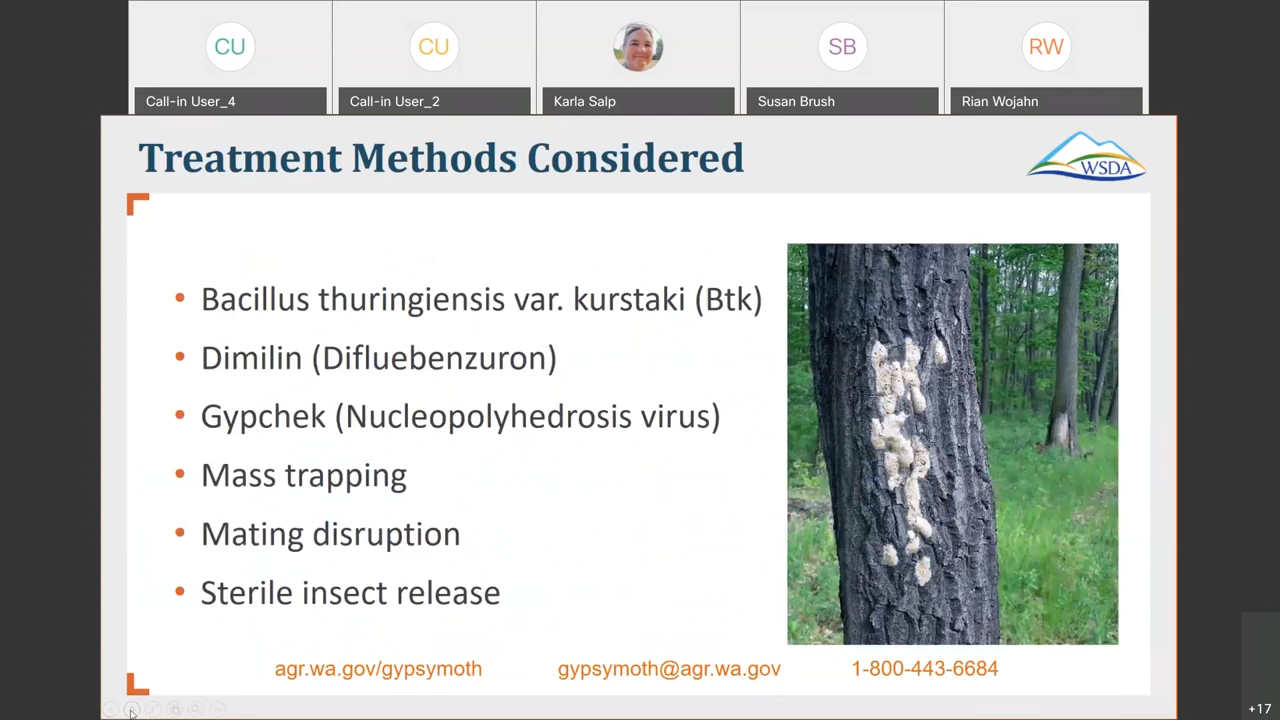 CU
CU
SB
RW
Call-in User_4
Call-in User_2
Karla Salp
Susan Brush
Rian Wojahn
Treatment Methods Considered
WSDA
• Bacillus thuringiensis var. kurstaki (Btk)
• Dimilin (Difluebenzuron)
• Gypchek (Nucleopolyhedrosis virus)
• Mass trapping
• Mating disruption
• Sterile insect release
agr.wa.gov/gypsymoth gypsymoth@agr.wa.gov 1-800-443-6684
+17